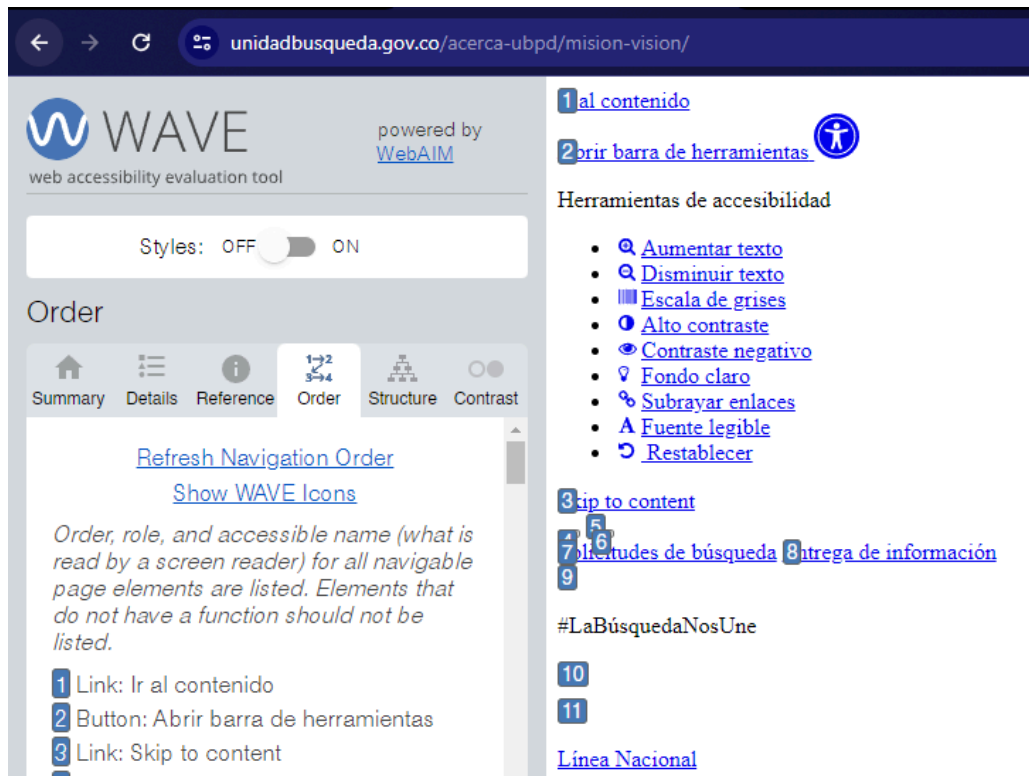 unidadbusqueda.gov.co/acerca-ubpd/mision-vision/
WAVE
web accessibility evaluation tool
powered by
WebAIM
Styles: OFF ON
Order
Summary Details Reference Order Structure Contrast
Refresh Navigation Order
Show WAVE Icons
Order, role, and accessible name (what is
read by a screen reader) for all navigable
page elements are listed. Elements that
do not have a function should not be
listed.
1 Link: Ir al contenido
2 Button: Abrir barra de herramientas
3 Link: Skip to content
1 al contenido
2 brir barra de herramientas
Herramientas de accesibilidad
Aumentar texto
Disminuir texto
Escala de grises
Alto contraste
Contraste negativo
Fondo claro
Subrayar enlaces
Fuente legible
Restablecer
3 kip to content
5
6
7 de búsqueda 8 ntrega de información
9
#LaBúsquedaNosUne
10
11
Línea Nacional